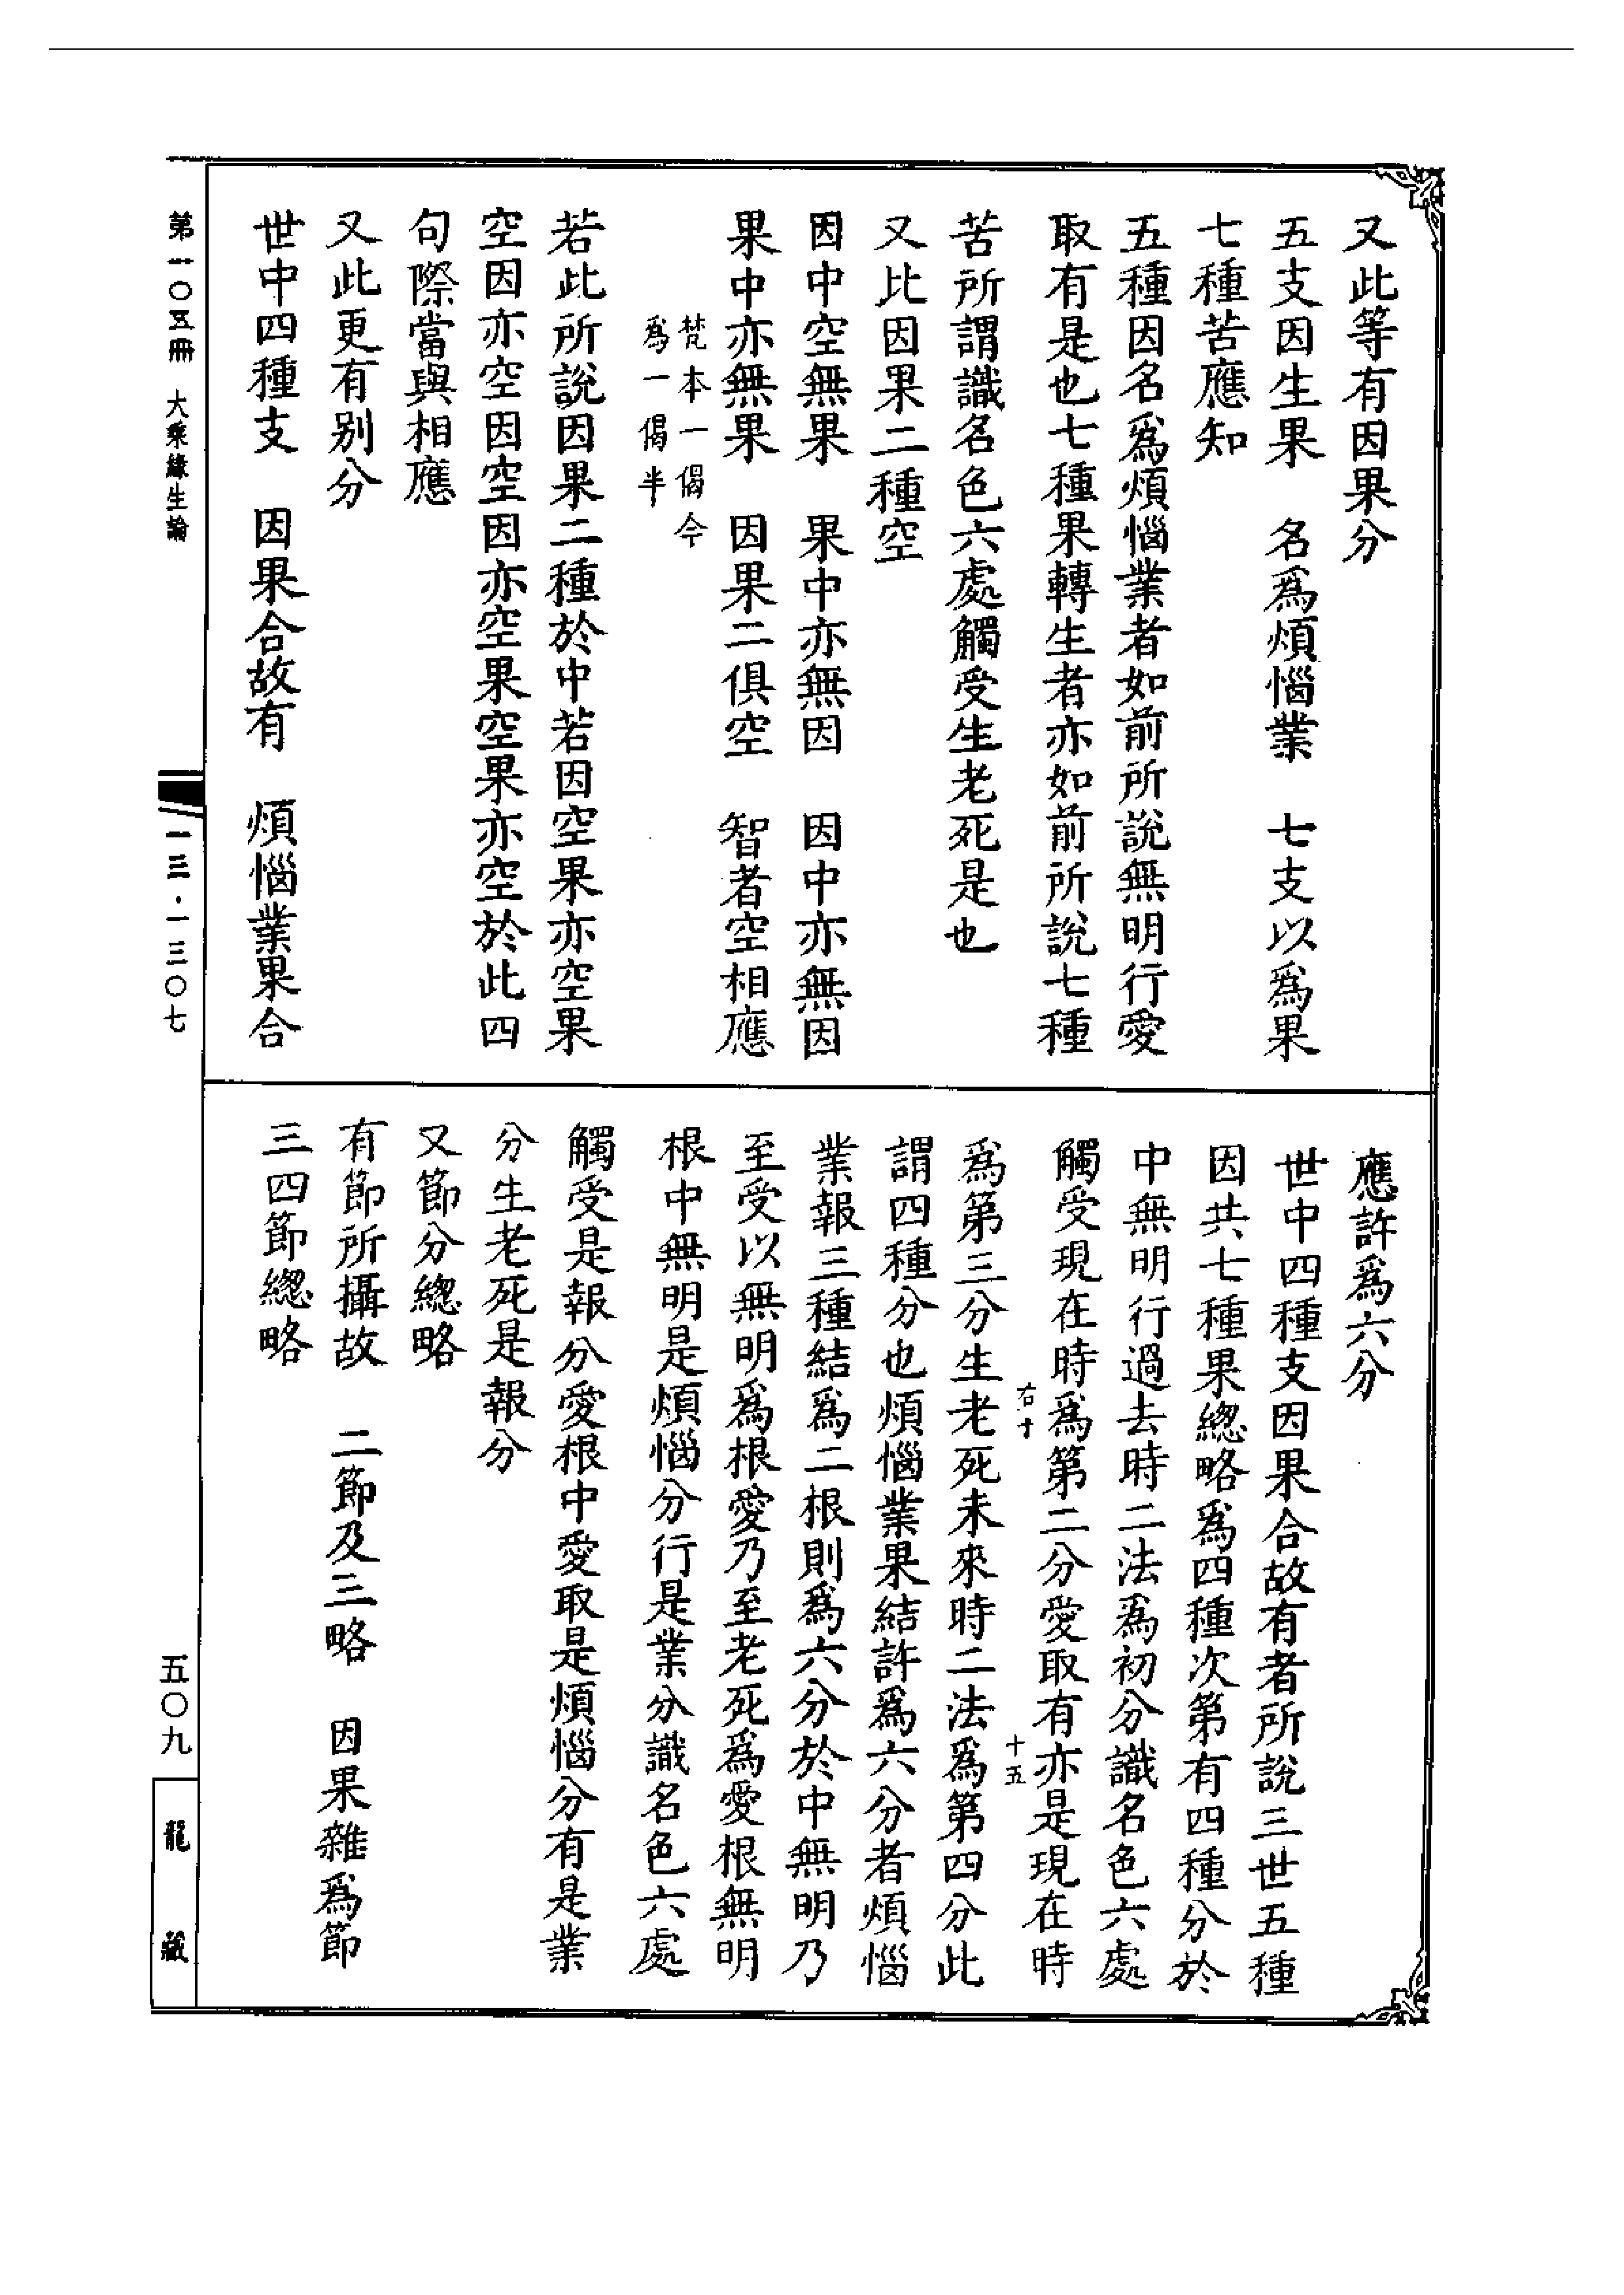 又此等有因果分
五支因生果　名爲煩惱業　七支以爲果
七種苦應知
五種因名爲煩惱業者如前所說無明行愛
取有是也七種果轉生者亦如前所說七種
苦所謂識名色六處觸受生老死是也
又比因果二種空
因中空無果　果中亦無因　因中亦無因
果中亦無果　因果二俱空　智者空相應
梵本一偈今
爲一偈半
若此所說因果二種於中若因空果亦空果
空因亦空因空因亦空果空果亦空於此四
句際當與相應
又此更有别分
世中四種支　因果合故有　煩惱業果合
應許爲六分
世中四種支因果合故有者所說三世五種
因共七種果總略爲四種次第有四種分於
中無明行過去時二法爲初分識名色六處
觸受現在時爲第二分愛取有亦是現在時
右十
十五
爲第三分生老死未來時二法爲第四分此
謂四種分也煩惱業果結許爲六分者煩惱
業報三種結爲二根則爲六分於中無明乃
至受以無明爲根愛乃至老死爲愛根無明
根中無明是煩惱分行是業分識名色六處
觸受是報分愛根中愛取是煩惱分有是業
分生老死是報分
又節分總略
有節所攝故　二節及三略　因果雜爲節
三四節總略
第一〇五冊　大乘緣生論
一三·一三〇七
五〇九
龍藏